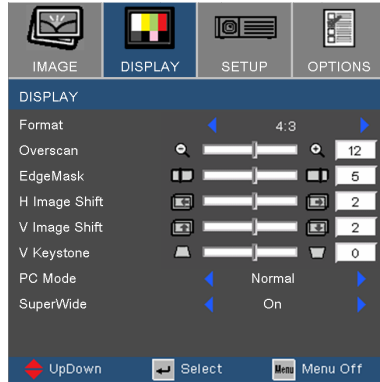 IMAGE DISPLAY SETUP OPTIONS
DISPLAY
Format 4:3
Overscan 12
EdgeMask 5
H Image Shift 2
V Image Shift 2
V Keystone 0
PC Mode Normal
SuperWide On
UpDown Select Menu Menu Off